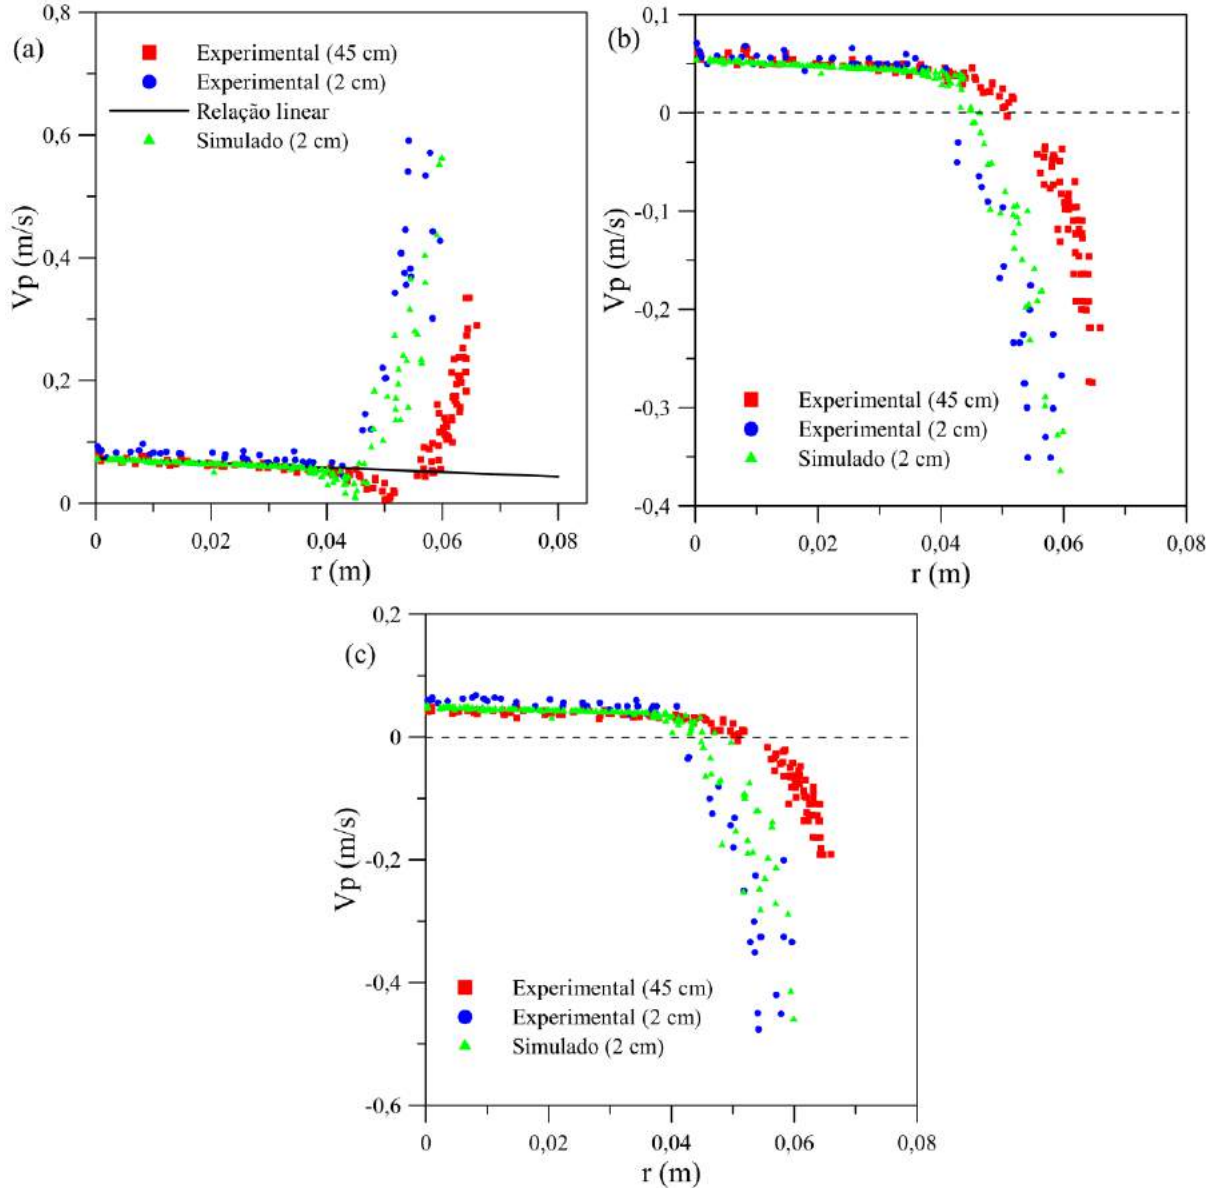 (a)
0,8
0,6
0,4
0,2
0
Vp (m/s)
Experimental (45 cm)
Experimental (2 cm)
Relação linear
Simulado (2 cm)
0 0,02 0,04 0,06 0,08
r (m)
(b)
0,1
0
-0,1
-0,2
-0,3
-0,4
Vp (m/s)
Experimental (45 cm)
Experimental (2 cm)
Simulado (2 cm)
0 0,02 0,04 0,06 0,08
r (m)
(c)
0,2
0
-0,2
-0,4
-0,6
Vp (m/s)
Experimental (45 cm)
Experimental (2 cm)
Simulado (2 cm)
0 0,02 0,04 0,06 0,08
r (m)